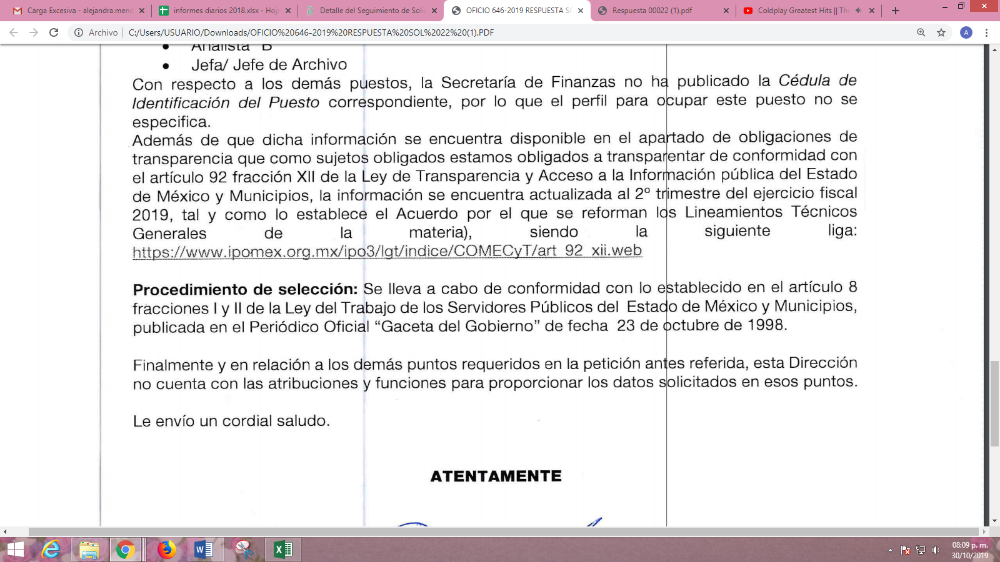 Carga Excesiva - alejandra.menc
informes diarios 2018.xlsx - Hoja
Detalle del Seguimiento de Solic
OFICIO 646-2019 RESPUESTA SO
Respuesta 00022 (1).pdf
Coldplay Greatest Hits || The
Archivo | C:/Users/USUARIO/Downloads/OFICIO%20646-2019%20RESPUESTA%20SOL%2022%20(1).PDF
A
• Analista "B"
• Jefa/ Jefe de Archivo
Con respecto a los demás puestos, la Secretaría de Finanzas no ha publicado la Cédula de
Identificación del Puesto correspondiente, por lo que el perfil para ocupar este puesto no se
especifica.
Además de que dicha información se encuentra disponible en el apartado de obligaciones de
transparencia que como sujetos obligados estamos obligados a transparentar de conformidad con
el artículo 92 fracción XII de la Ley de Transparencia y Acceso a la Información pública del Estado
de México y Municipios, la información se encuentra actualizada al 2º trimestre del ejercicio fiscal
2019, tal y como lo establece el Acuerdo por el que se reforman los Lineamientos Técnicos
Generales de la materia), siendo la siguiente liga:
https://www.ipomex.org.mx/ipo3/lgt/indice/COMECyT/art_92_xii.web
Procedimiento de selección: Se lleva a cabo de conformidad con lo establecido en el artículo 8
fracciones I y II de la Ley del Trabajo de los Servidores Públicos del Estado de México y Municipios,
publicada en el Periódico Oficial “Gaceta del Gobierno” de fecha 23 de octubre de 1998.
Finalmente y en relación a los demás puntos requeridos en la petición antes referida, esta Dirección
no cuenta con las atribuciones y funciones para proporcionar los datos solicitados en esos puntos.
Le envío un cordial saludo.
ATENTAMENTE
08:09 p. m.
30/10/2019